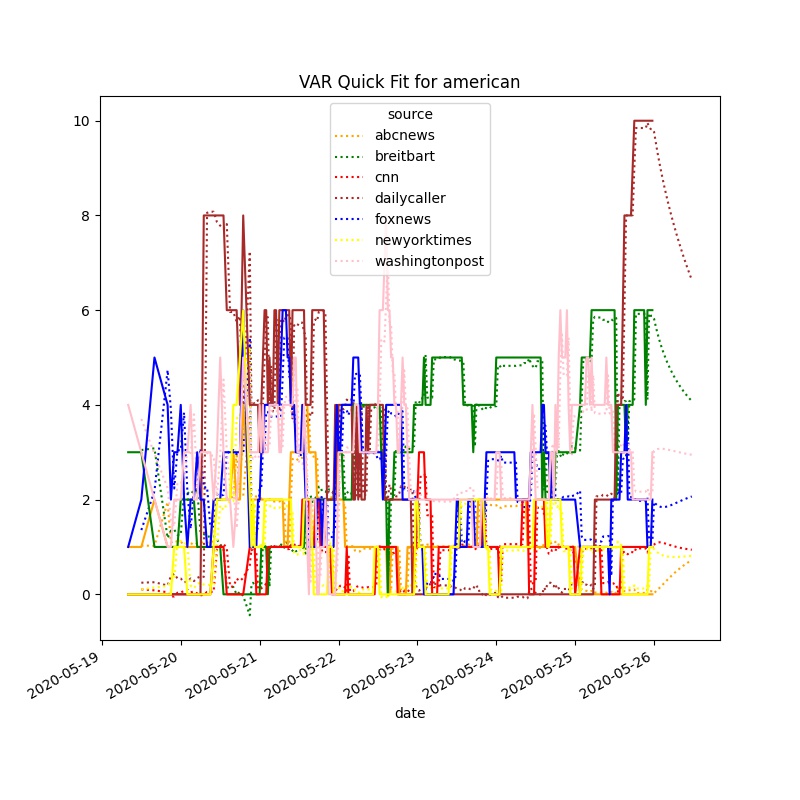 VAR Quick Fit for american
source
abcnews
breitbart
cnn
dailycaller
foxnews
newyorktimes
washingtonpost
10
8
6
4
2
0
2020-05-19
2020-05-20
2020-05-21
2020-05-22
2020-05-23
2020-05-24
2020-05-25
2020-05-26
date